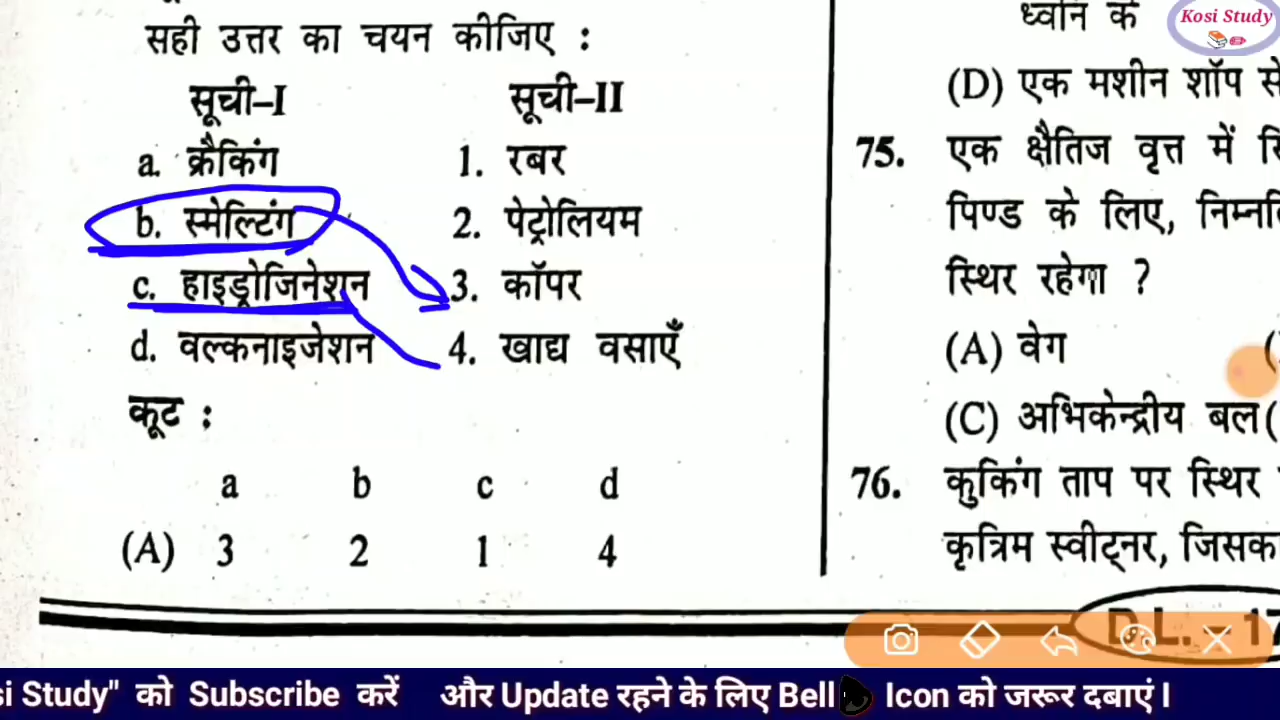 सही उत्तर का चयन कीजिए :
सूची-I सूची-II
a. क्रैकिंग 1. रबर
b. स्मेल्टिंग 2. पेट्रोलियम
c. हाइड्रोजिनेशन 3. कॉपर
d. वल्कनाइजेशन 4. खाद्य वसाएँ
कूट :
a b c d
(A) 3 2 1 4
ध्वनि के
(D) एक मशीन शॉप से
75. एक क्षैतिज वृत्त में
पिण्ड के लिए,
स्थिर रहेगा ?
(A) वेग
(C) अभिकेन्द्रीय बल
76. कुकिंग ताप पर स्थिर
कृत्रिम स्वीट्नर, जिसका
D.L. – 17
Kosi Study
si Study" को Subscribe करें और Update रहने के लिए Bell Icon को जरूर दबाएं ।